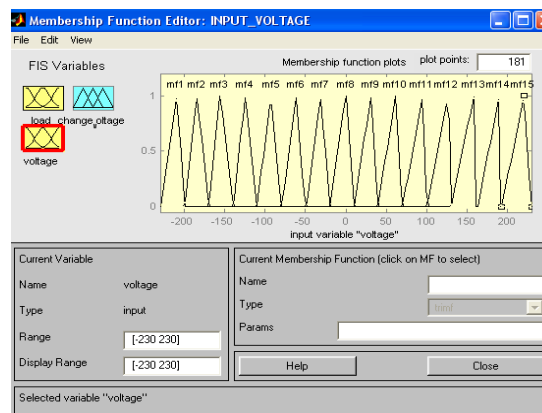 Membership Function Editor: INPUT_VOLTAGE
File Edit View
FIS Variables
Membership function plots plot points: 181
mf1 mf2 mf3 mf4 mf5 mf6 mf7 mf8 mf9 mf10 mf11 mf12 mf13 mf14 mf15
1
load change oltage
0.5
voltage
0
-200 -150 -100 -50 0 50 100 150 200
input variable "voltage"
Current Variable
Current Membership Function (click on MF to select)
Name voltage
Name
Type input
Type trimf
Params
Range [-230 230]
Display Range [-230 230]
Help Close
Selected variable "voltage"